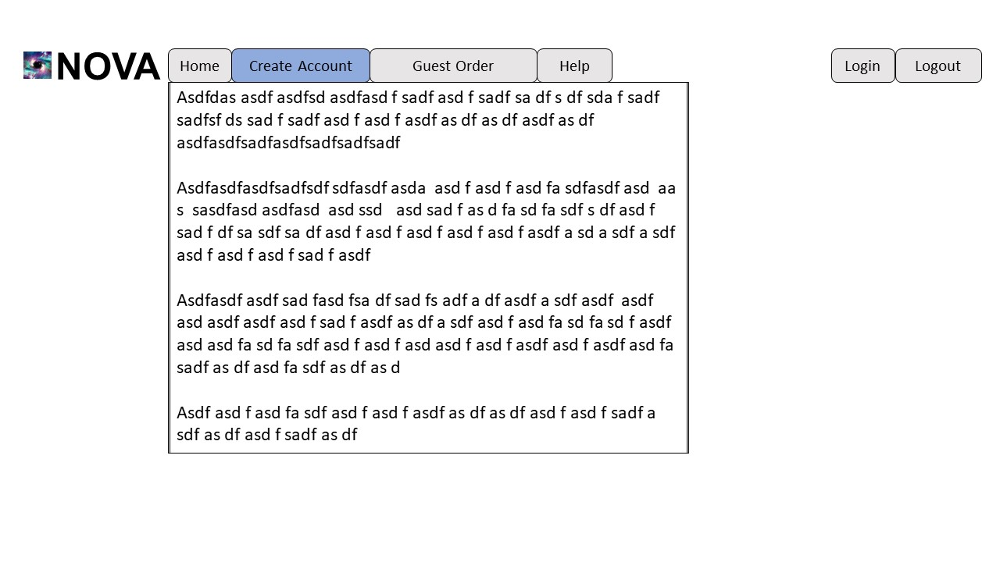 NOVA Home Create Account Guest Order Help Login Logout
Asdfdas asdf asdfsd asdfasd f sadf asd f sadf sa df s df sda f sadf
sadfsf ds sad f sadf asd f asd f asdf as df as df asdf as df
asdfasdfsadfasdfsadfsadfsadf
Asdfasdfasdfsadfsdf sdfasdf asda  asd f asd f asd fa sdfasdf asd  aa
s  sasdfasd asdfasd  asd ssd   asd sad f as d fa sd fa sdf s df asd f
sad f df sa sdf sa df asd f asd f asd f asd f asd f asdf a sd a sdf a sdf
asd f asd f asd f sad f asdf
Asdfasdf asdf sad fasd fsa df sad fs adf a df asdf a sdf asdf  asdf
asd asdf asdf asd f sad f asdf as df a sdf asd f asd fa sd fa sd f asdf
asd asd fa sd fa sdf asd f asd f asd asd f asd f asdf asd f asdf asd fa
sadf as df asd fa sdf as df as d
Asdf asd f asd fa sdf asd f asd f asdf as df as df asd f asd f sadf a
sdf as df asd f sadf as df